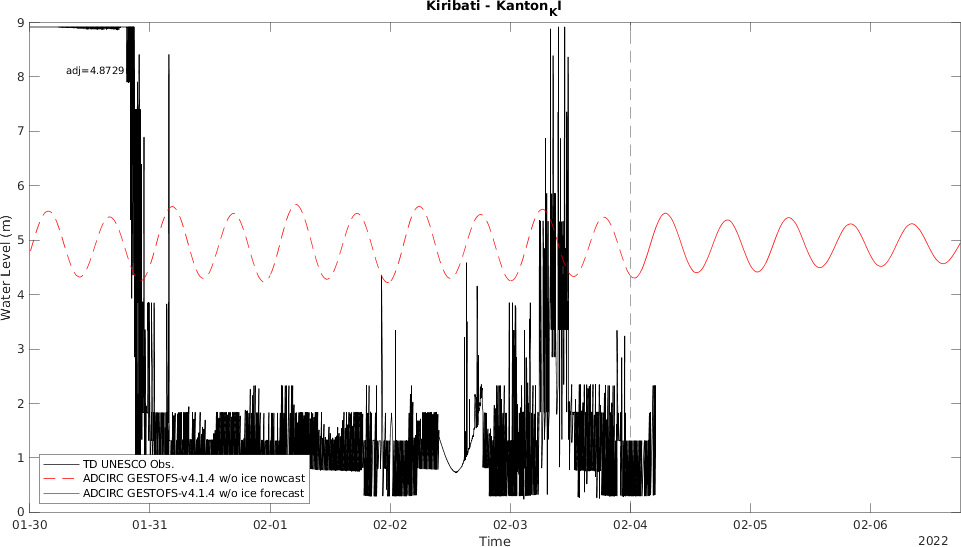 Kiribati - Kanton_KI
9
8
7
6
5
4
3
2
1
0
Water Level (m)
adj=4.8729
TD UNESCO Obs.
ADCIRC GESTOFS-v4.1.4 w/o ice nowcast
ADCIRC GESTOFS-v4.1.4 w/o ice forecast
01-30 01-31 02-01 02-02 02-03 02-04 02-05 02-06
Time
2022